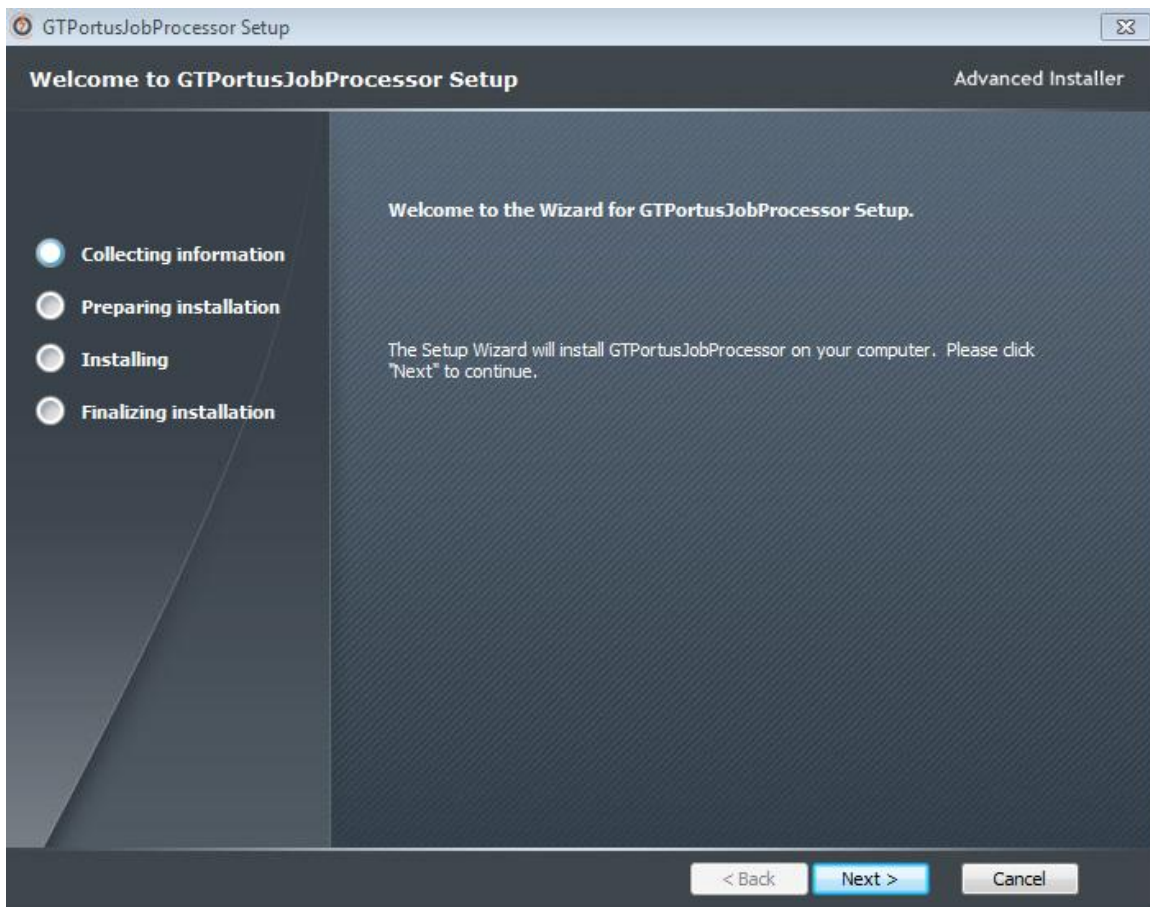 GTPortusJobProcessor Setup
Welcome to GTPortusJobProcessor Setup
Advanced Installer
Collecting information
Preparing installation
Installing
Finalizing installation
Welcome to the Wizard for GTPortusJobProcessor Setup.
The Setup Wizard will install GTPortusJobProcessor on your computer.  Please click
"Next" to continue.
< Back
Next >
Cancel